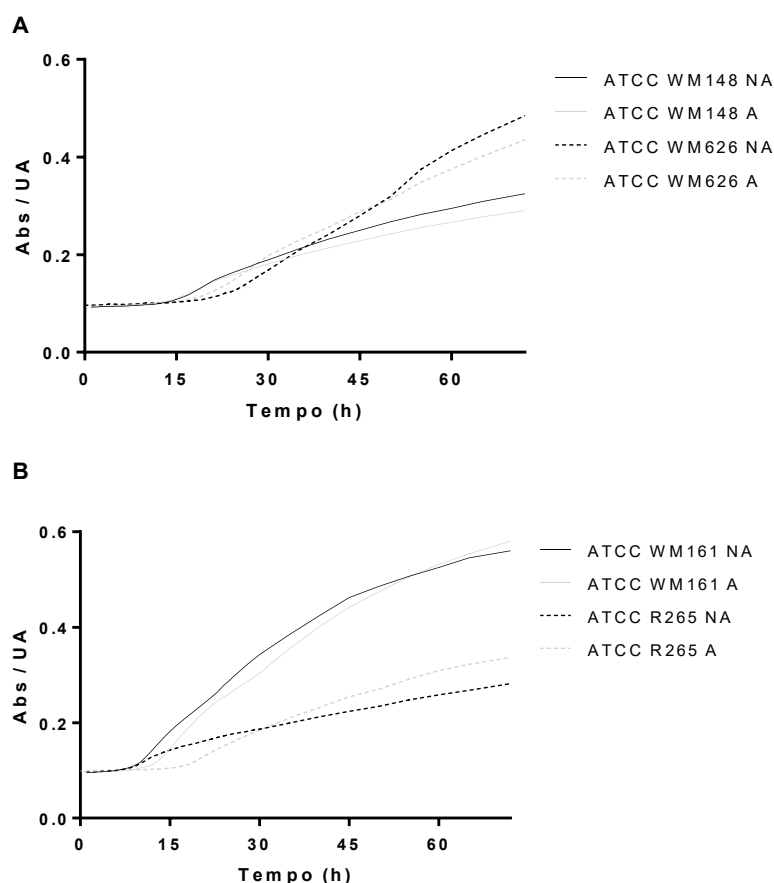 A
0.6
0.4
0.2
0.0
Abs / UA
0
15
30
45
60
Tempo (h)
ATCC WM148 NA
ATCC WM148 A
ATCC WM626 NA
ATCC WM626 A
B
0.6
0.4
0.2
0.0
Abs / UA
0
15
30
45
60
Tempo (h)
ATCC WM161 NA
ATCC WM161 A
ATCC R265 NA
ATCC R265 A